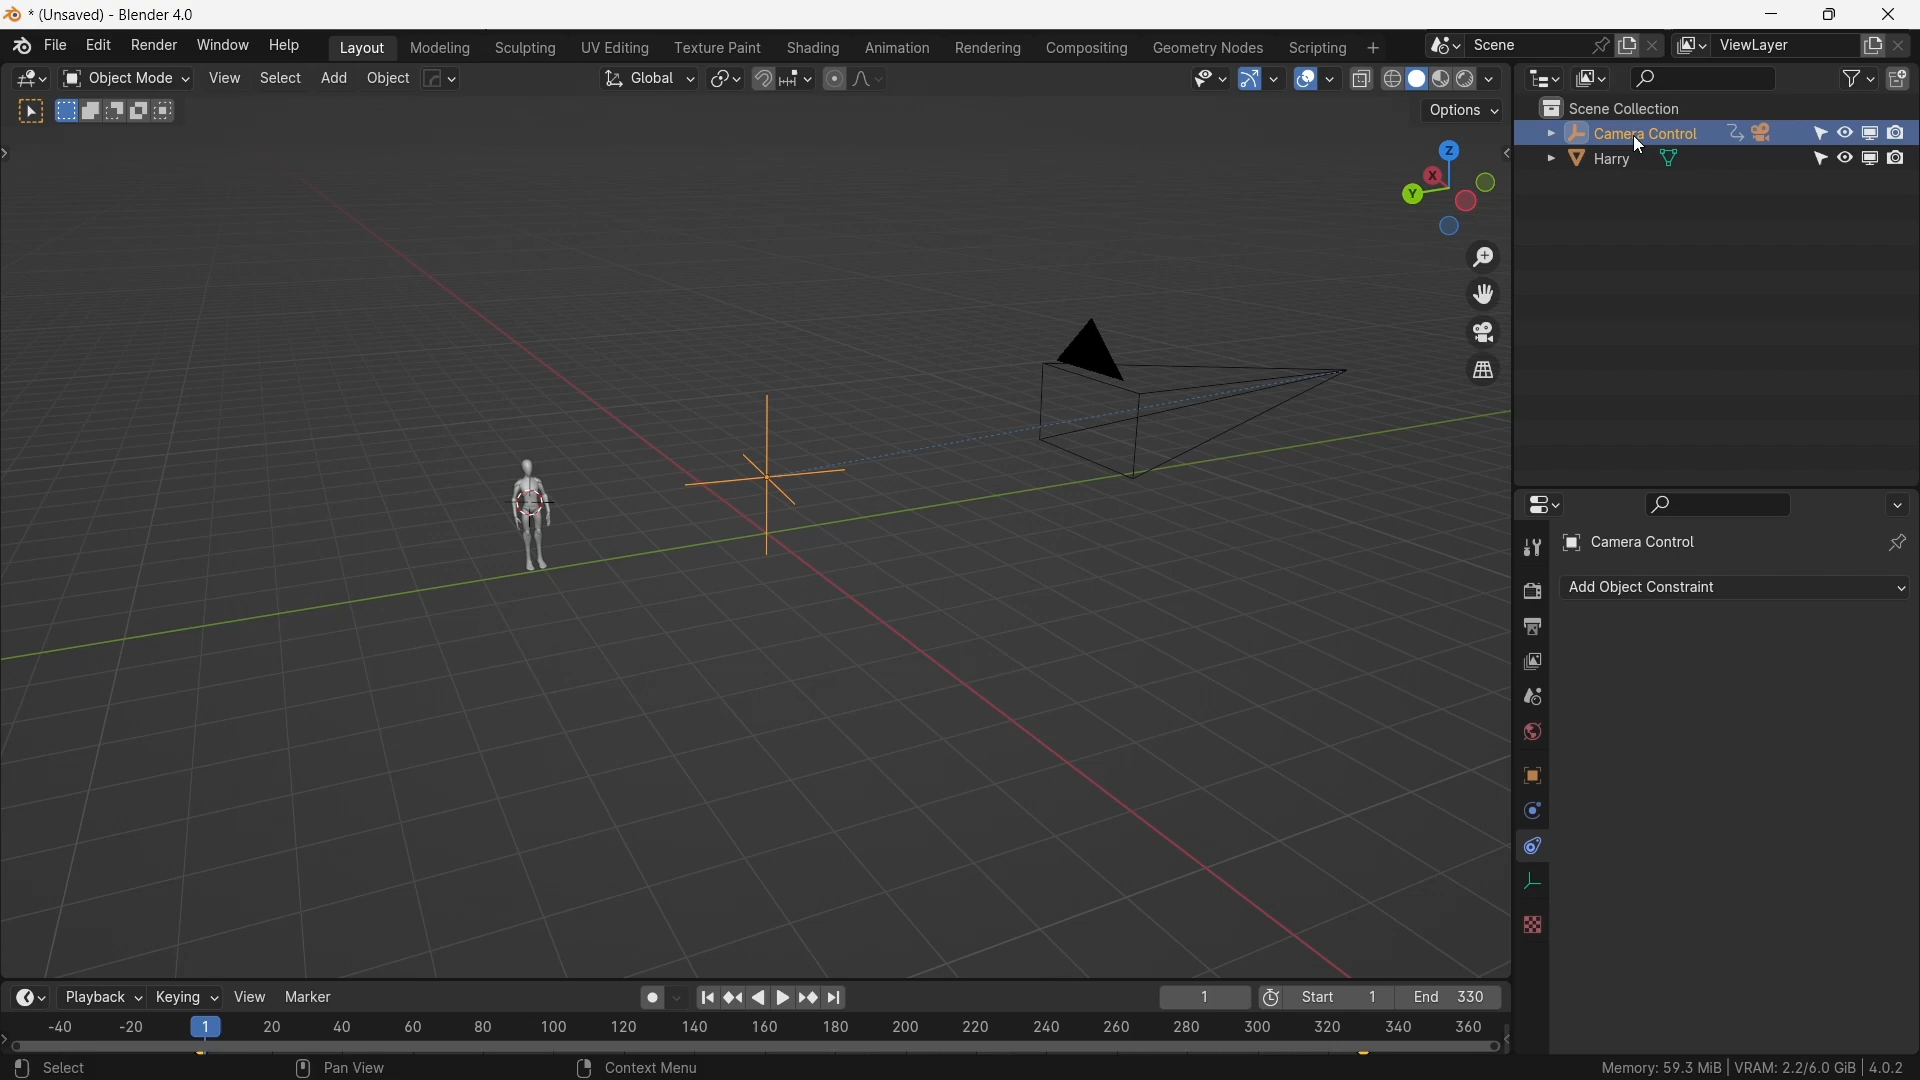 * (Unsaved) - Blender 4.0
File Edit Render Window Help Layout Modeling Sculpting UV Editing Texture Paint Shading Animation Rendering Compositing Geometry Nodes Scripting + Scene ViewLayer
Object Mode View Select Add Object Global
Options
Scene Collection
Camera Control
Harry
Z
X
Y
Camera Control
Add Object Constraint
Playback Keying View Marker 1 Start 1 End 330
-40 -20 1 20 40 60 80 100 120 140 160 180 200 220 240 260 280 300 320 340 360
Select Pan View Context Menu Memory: 59.3 MiB | VRAM: 2.2/6.0 GiB | 4.0.2